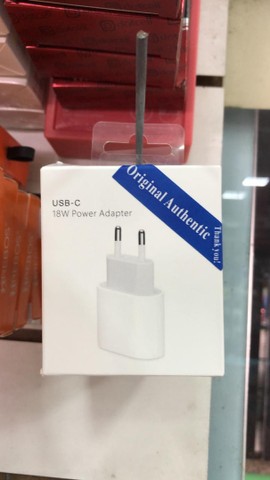 USB-C
18W Power Adapter
Original Authentic
Thank you!